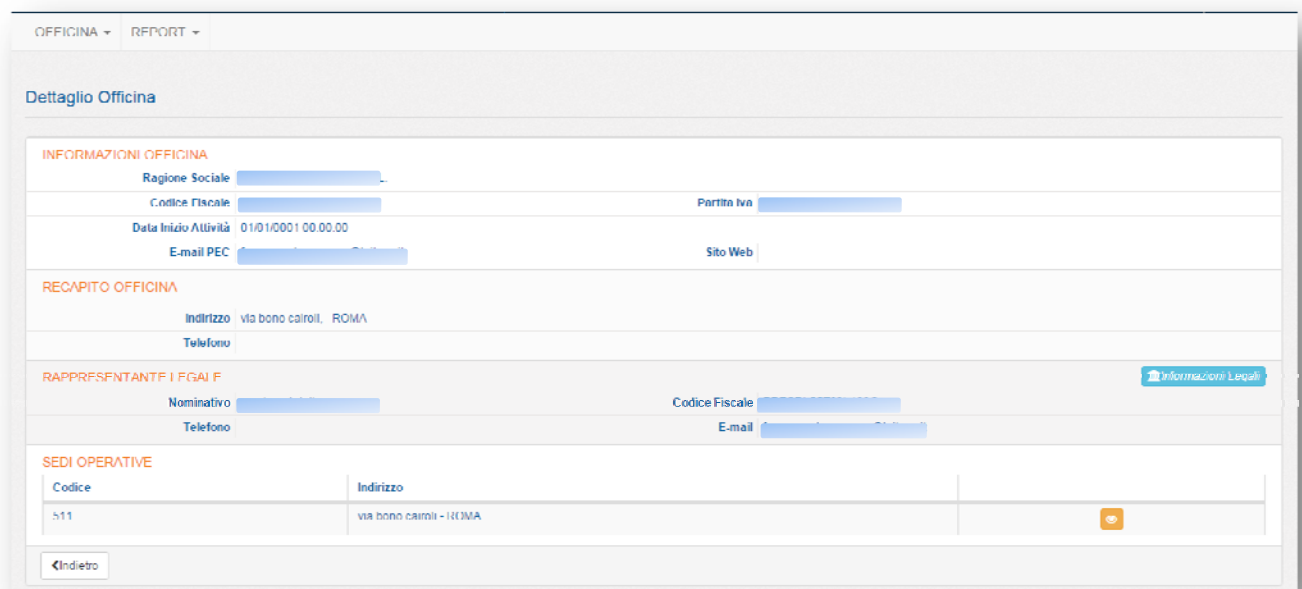 OFFICINA REPORT
Dettaglio Officina
INFORMAZIONI OFFICINA
Ragione Sociale
Codice Fiscale Partita Iva
Data Inizio Attività 01/01/0001 00.00.00
E-mail PEC Sito Web
RECAPITO OFFICINA
Indirizzo via bono cairoli, ROMA
Telefono
RAPPRESENTANTE LEGALE Informazioni Legali
Nominativo Codice Fiscale
Telefono E-mail
SEDI OPERATIVE
Codice Indirizzo
511 via bono cairoli - ROMA
Indietro